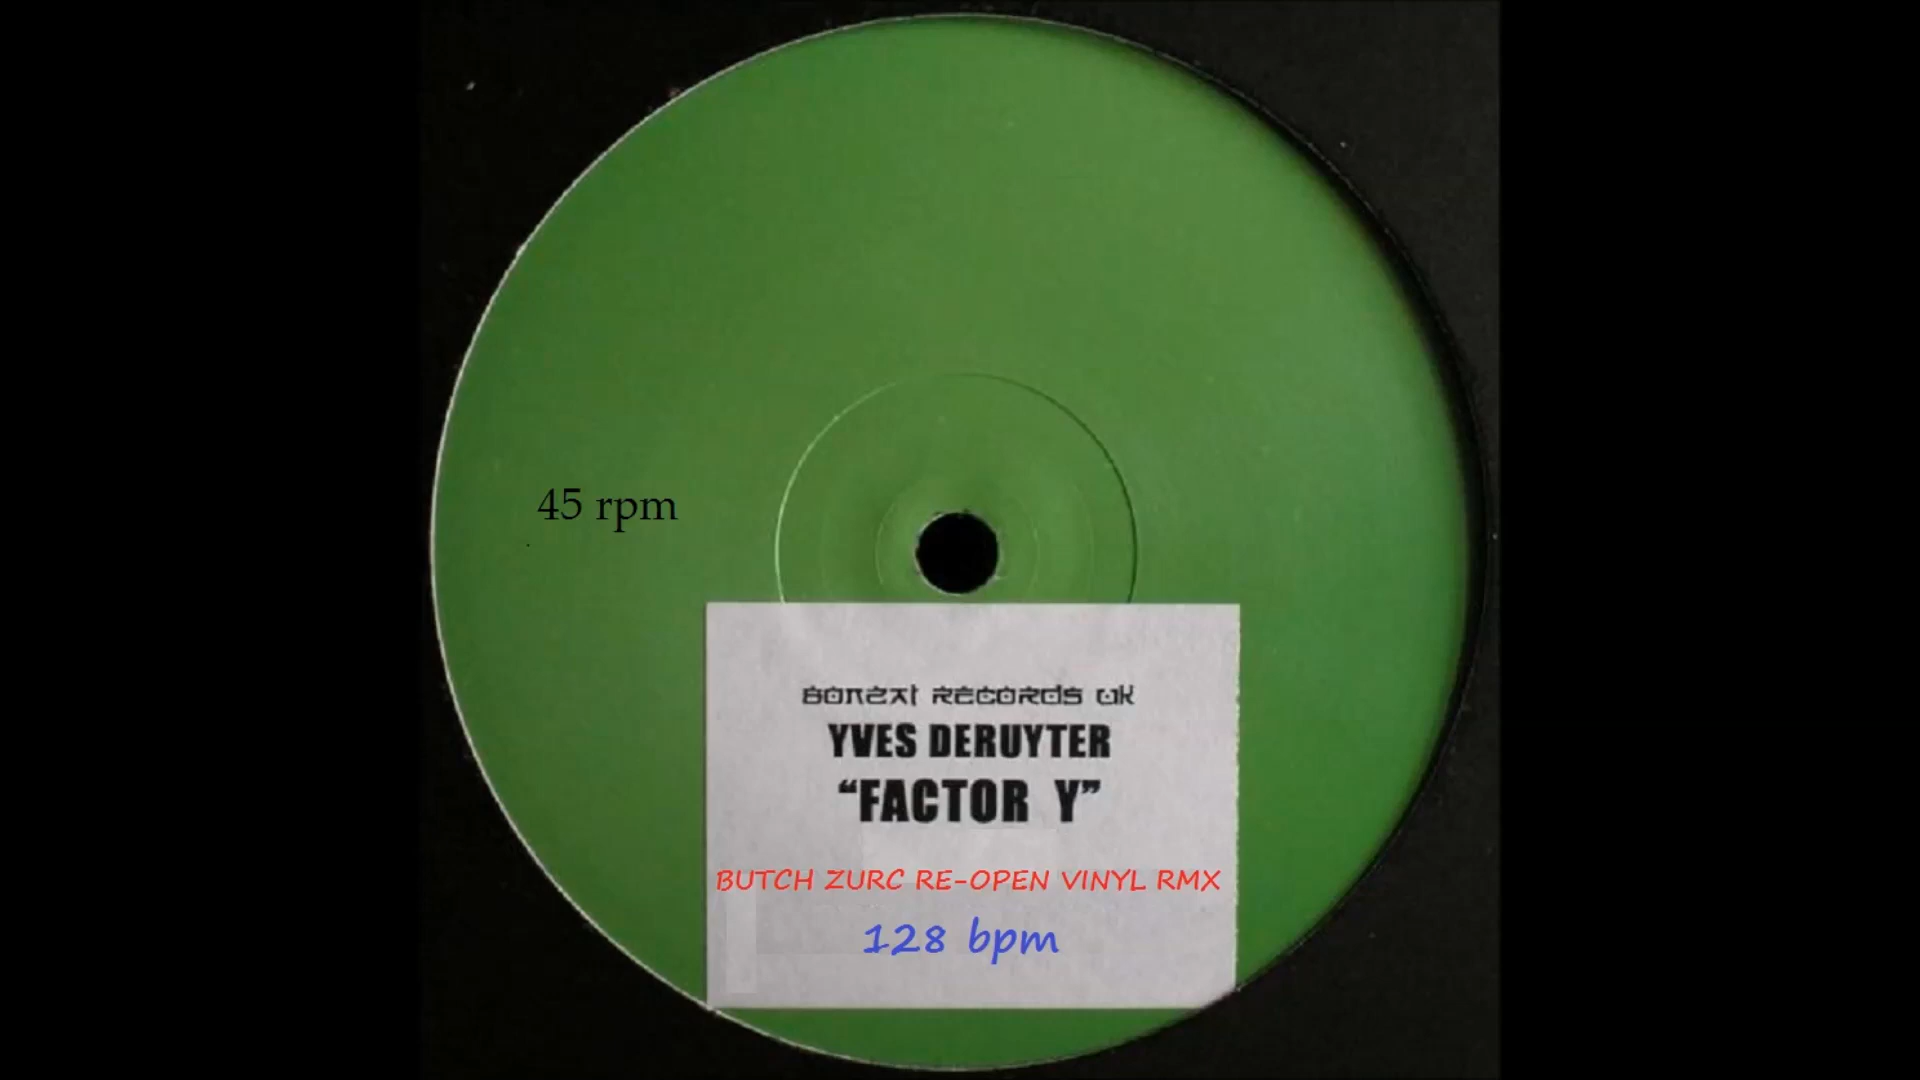 45 rpm
BONZAI RECORDS UK
YVES DERUYTER
“FACTOR Y”
BUTCH ZURC RE-OPEN VINYL RMX
128 bpm